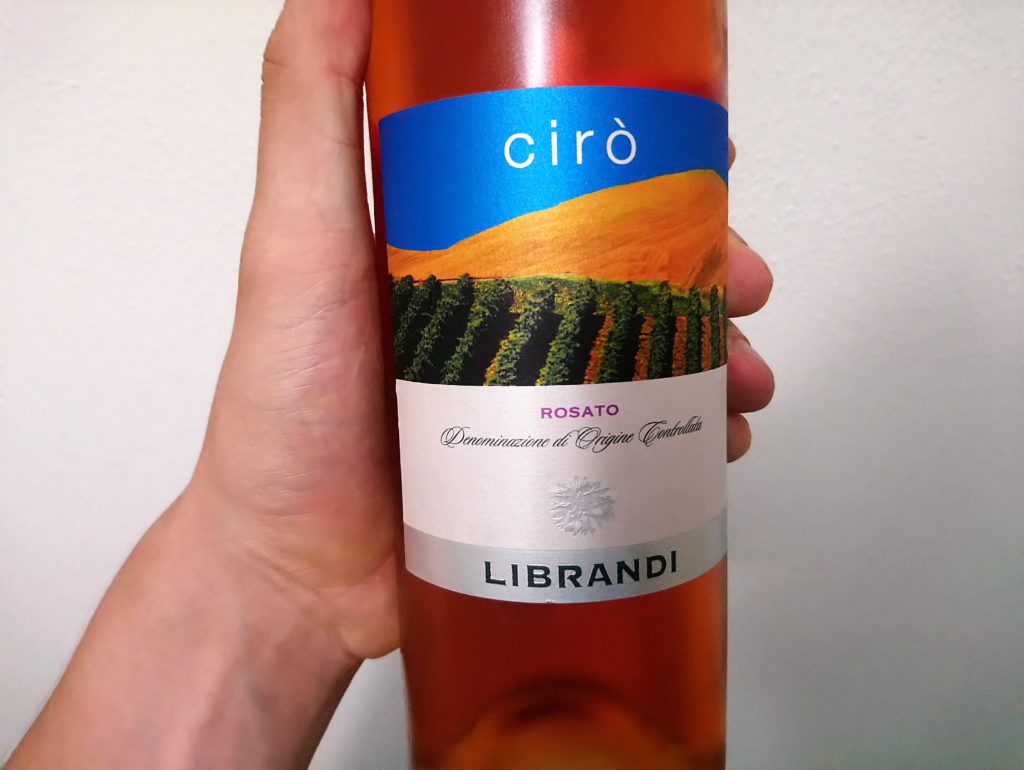 cirò
ROSATO
Denominazione di Origine Controllata
LIBRANDI